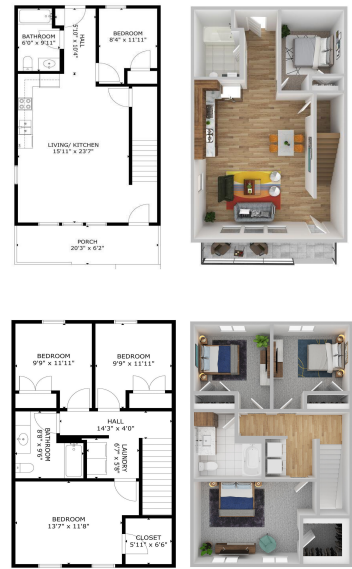 BATHROOM
6'0" x 9'11"
HALL
5'10" x 10'4"
BEDROOM
8'4" x 11'11"
LIVING/ KITCHEN
15'11" x 23'7"
PORCH
20'3" x 6'2"
BEDROOM
9'9" x 11'11"
BEDROOM
9'9" x 11'11"
HALL
14'3" x 4'0"
BATHROOM
8'8" x 9'6"
LAUNDRY
6'7" x 5'8"
BEDROOM
13'7" x 11'8"
CLOSET
5'11" x 6'6"